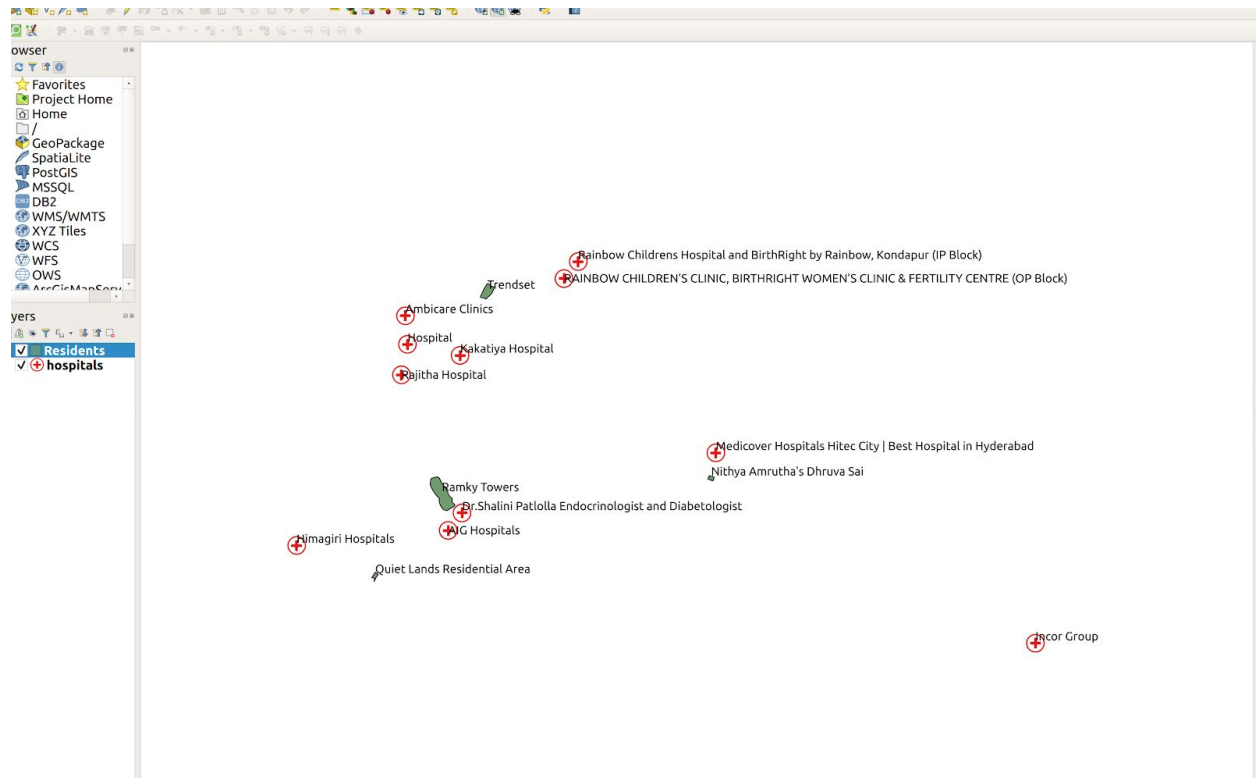 owser
Favorites
Project Home
Home
/
GeoPackage
SpatiaLite
PostGIS
MSSQL
DB2
WMS/WMTS
XYZ Tiles
WCS
WFS
OWS
ArcGisMapServ
yers
Residents
hospitals
Rainbow Childrens Hospital and BirthRight by Rainbow, Kondapur (IP Block)
RAINBOW CHILDREN'S CLINIC, BIRTHRIGHT WOMEN'S CLINIC & FERTILITY CENTRE (OP Block)
Trendset
Ambicare Clinics
Hospital
Kakatiya Hospital
Rajitha Hospital
Medicover Hospitals Hitec City | Best Hospital in Hyderabad
Nithya Amrutha's Dhruva Sai
Ramky Towers
Dr.Shalini Patlolla Endocrinologist and Diabetologist
AIG Hospitals
Himagiri Hospitals
Quiet Lands Residential Area
Incor Group